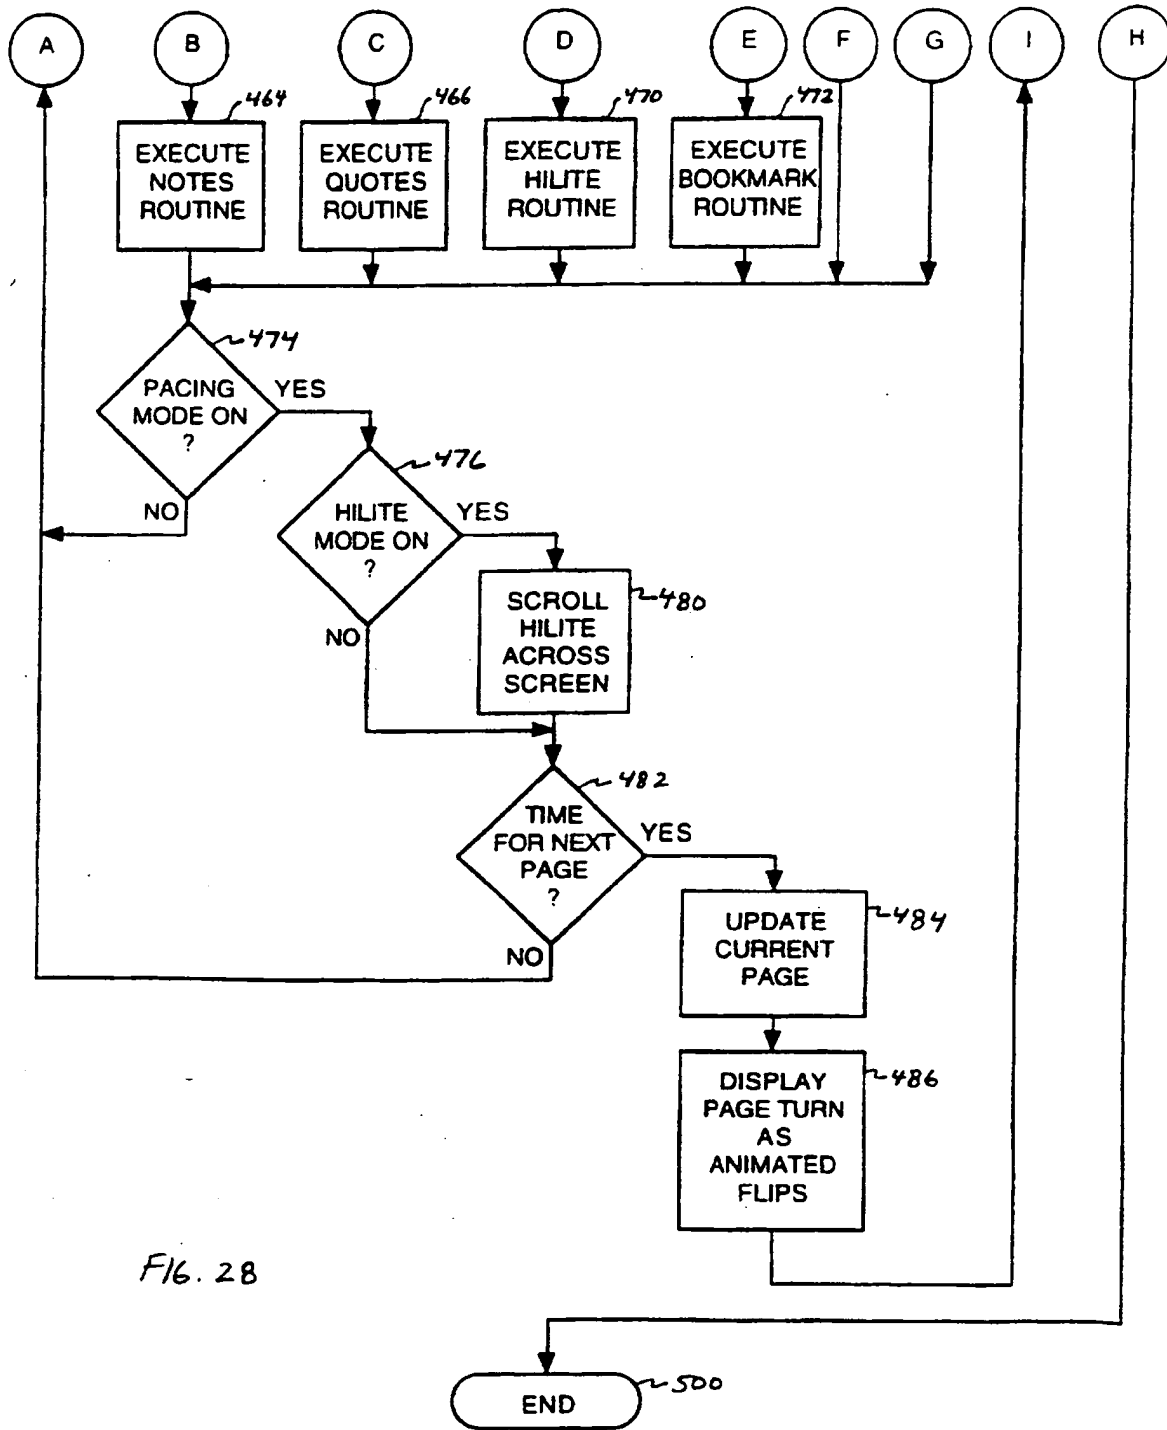 A
B
C
D
E
F
G
I
H
464
466
470
472
EXECUTE
NOTES
ROUTINE
EXECUTE
QUOTES
ROUTINE
EXECUTE
HILITE
ROUTINE
EXECUTE
BOOKMARK
ROUTINE
474
PACING
MODE ON
?
YES
NO
476
HILITE
MODE ON
?
YES
NO
480
SCROLL
HILITE
ACROSS
SCREEN
482
TIME
FOR NEXT
PAGE
?
YES
NO
484
UPDATE
CURRENT
PAGE
486
DISPLAY
PAGE TURN
AS
ANIMATED
FLIPS
FIG. 28
500
END